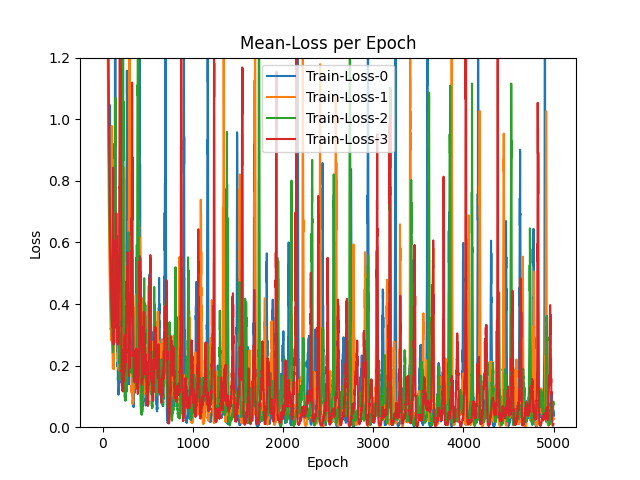 Mean-Loss per Epoch
Train-Loss-0
Train-Loss-1
Train-Loss-2
Train-Loss-3
Loss
1.2
1.0
0.8
0.6
0.4
0.2
0.0
0
1000
2000
3000
4000
5000
Epoch